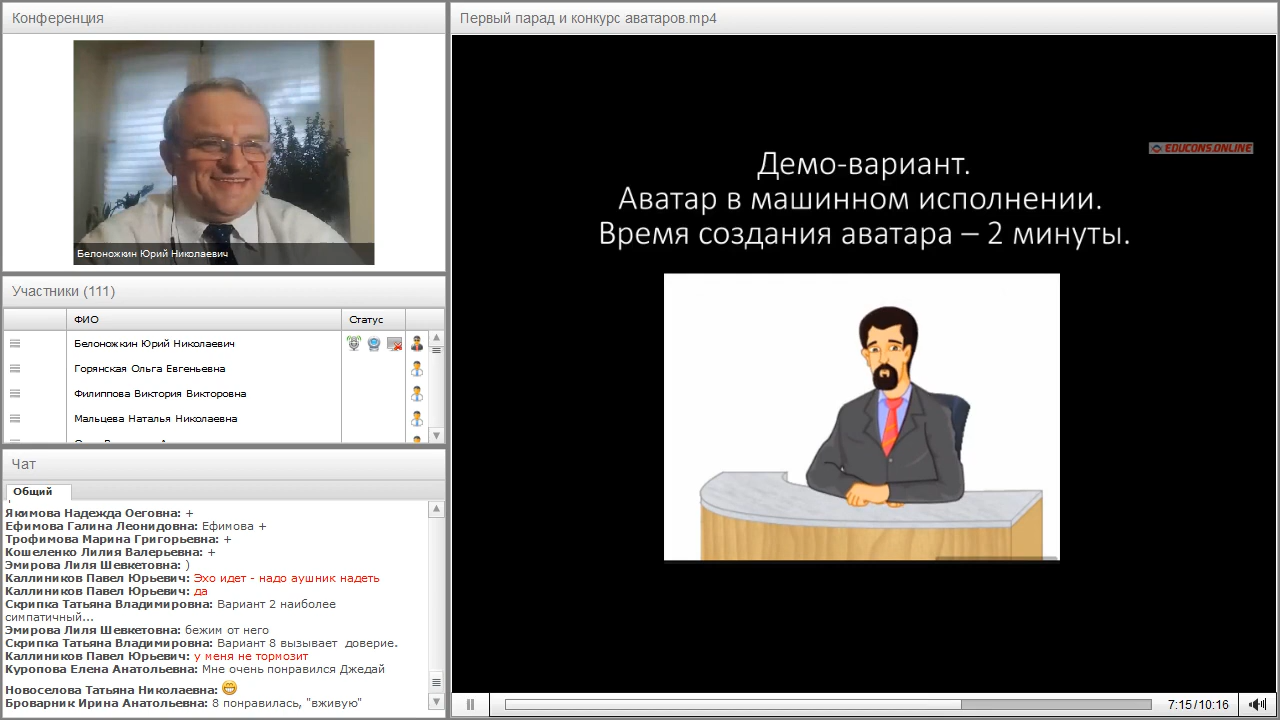 Конференция
Белоножкин Юрий Николаевич
Участники (111)
ФИО
Статус
Белоножкин Юрий Николаевич
Горянская Ольга Евгеньевна
Филиппова Виктория Викторовна
Мальцева Наталья Николаевна
Чат
Общий
Якимова Надежда Оеговна: +
Ефимова Галина Леонидовна: Ефимова +
Трофимова Марина Григорьевна: +
Кошеленко Лилия Валерьевна: +
Эмирова Лиля Шевкетовна: )
Каллиников Павел Юрьевич: Эхо идет - надо аушник надеть
Каллиников Павел Юрьевич: да
Скрипка Татьяна Владимировна: Вариант 2 наиболее
симпатичный...
Эмирова Лиля Шевкетовна: бежим от него
Скрипка Татьяна Владимировна: Вариант 8 вызывает доверие.
Каллиников Павел Юрьевич: у меня не тормозит
Куропова Елена Анатольевна: Мне очень понравился Джедай
Новоселова Татьяна Николаевна:
Броварник Ирина Анатольевна: 8 понравилась, "вживую"
Первый парад и конкурс аватаров.mp4
EDUCONS.ONLINE
Демо-вариант.
Аватар в машинном исполнении.
Время создания аватара – 2 минуты.
7:15/10:16